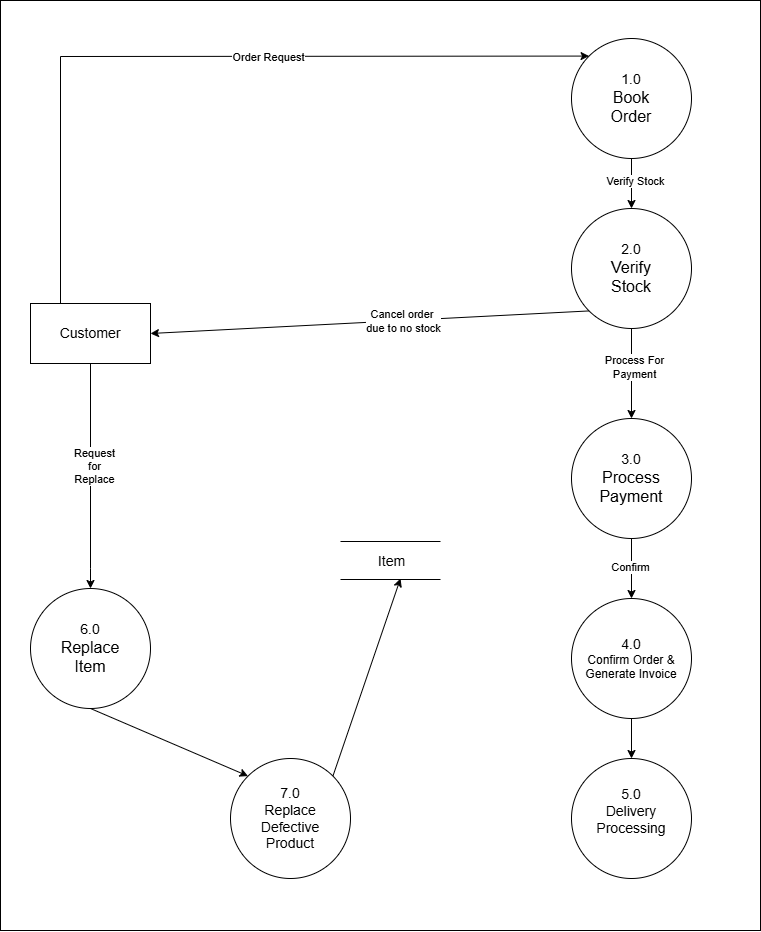 Order Request
1.0
Book
Order
Verify Stock
2.0
Verify
Stock
Customer
Cancel order
due to no stock
Process For
Payment
3.0
Process
Payment
Request
for
Replace
Item
Confirm
6.0
Replace
Item
4.0
Confirm Order &
Generate Invoice
7.0
Replace
Defective
Product
5.0
Delivery
Processing